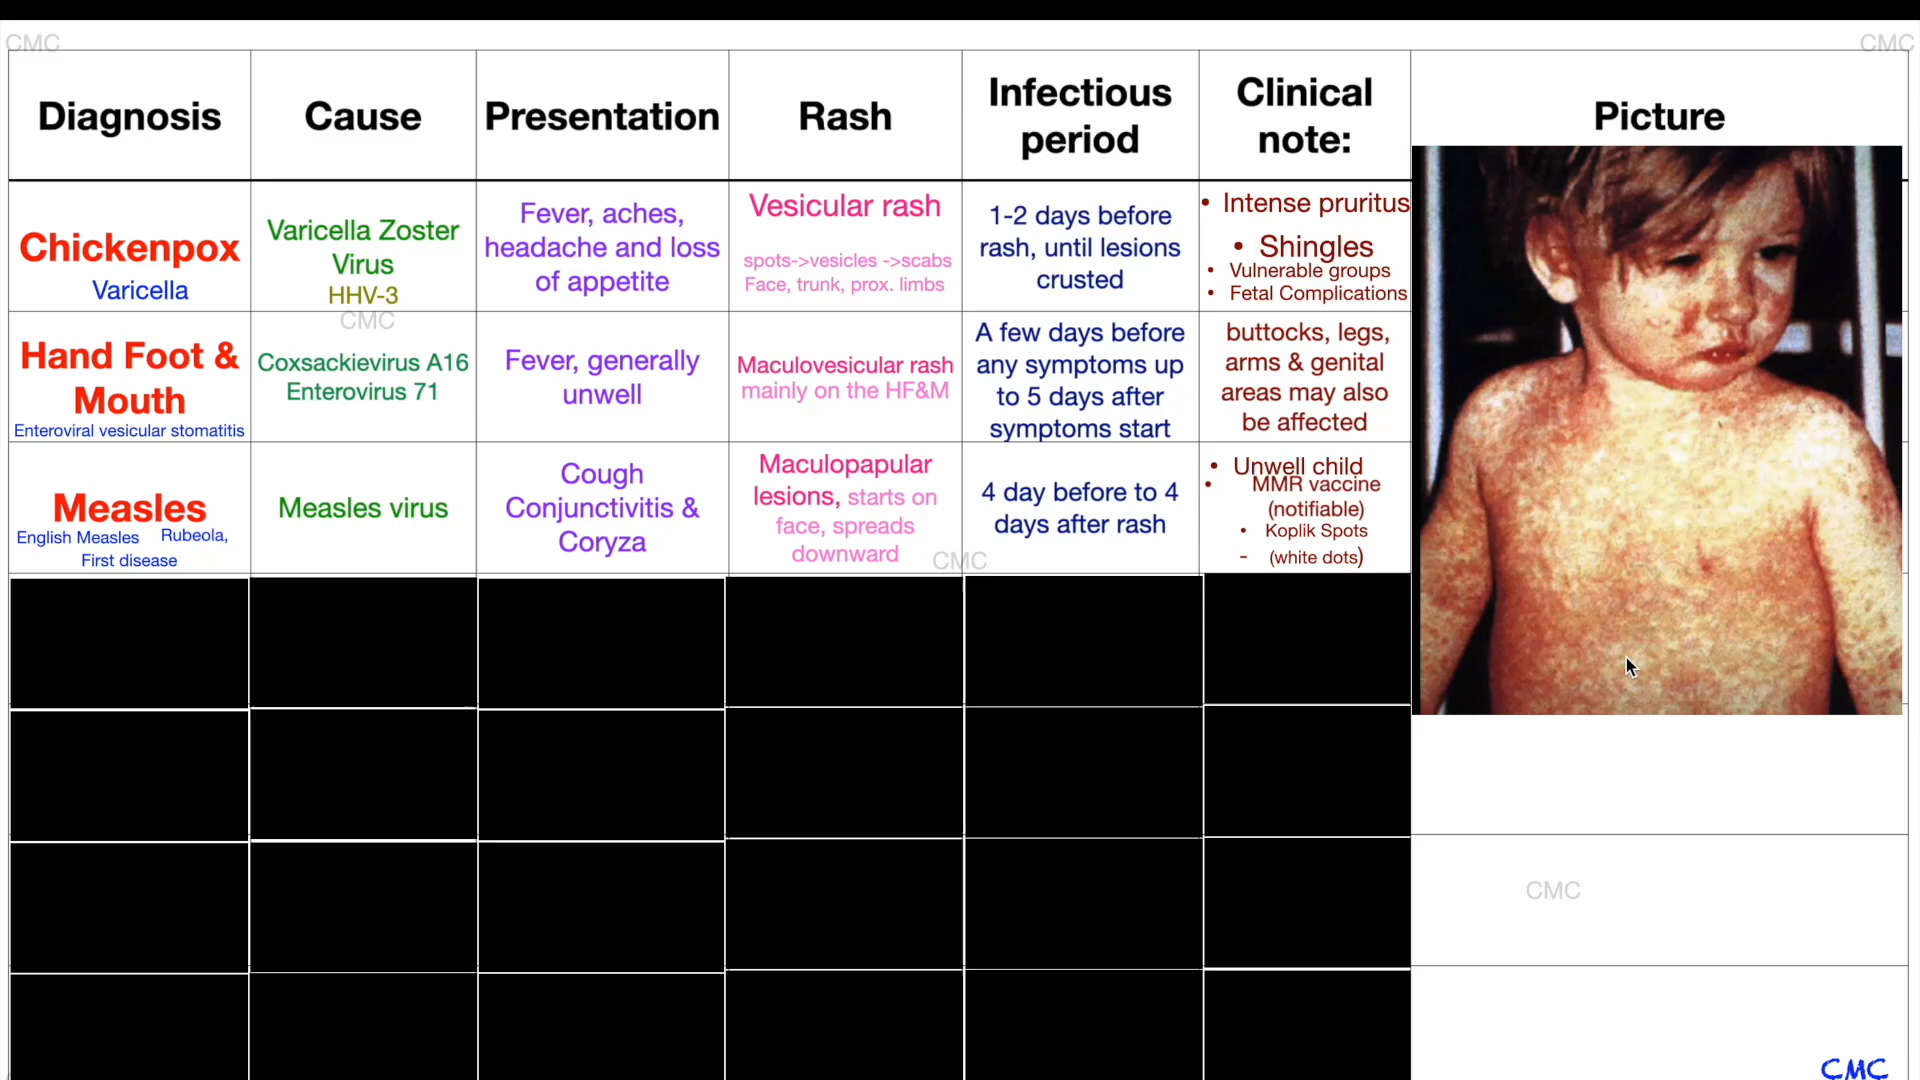 CMC
CMC
Diagnosis
Cause
Presentation
Rash
Infectious
period
Clinical
note:
Picture
Chickenpox
Varicella
Varicella Zoster
Virus
HHV-3
CMC
Fever, aches,
headache and loss
of appetite
Vesicular rash
spots->vesicles ->scabs
Face, trunk, prox. limbs
1-2 days before
rash, until lesions
crusted
• Intense pruritus
• Shingles
• Vulnerable groups
• Fetal Complications
Hand Foot &
Mouth
Enteroviral vesicular stomatitis
Coxsackievirus A16
Enterovirus 71
Fever, generally
unwell
Maculovesicular rash
mainly on the HF&M
A few days before
any symptoms up
to 5 days after
symptoms start
buttocks, legs,
arms & genital
areas may also
be affected
Measles
English Measles Rubeola,
First disease
Measles virus
Cough
Conjunctivitis &
Coryza
Maculopapular
lesions, starts on
face, spreads
downward
4 day before to 4
days after rash
CMC
• Unwell child
• MMR vaccine
(notifiable)
• Koplik Spots
- (white dots)
CMC
CMC